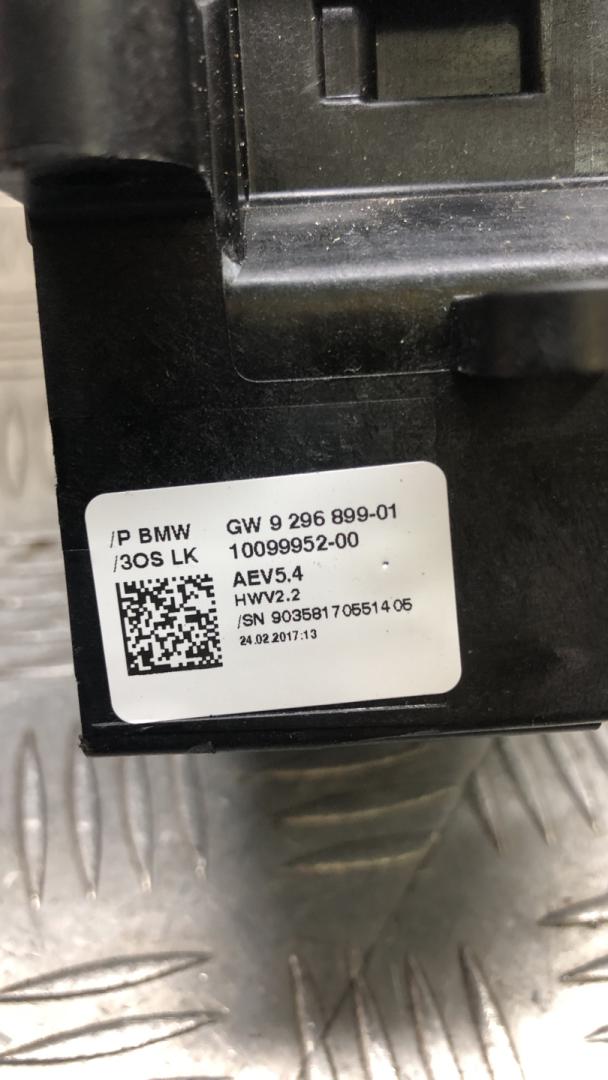 /P BMW GW 9 296 899-01
/3OS LK 10099952-00
AEV5.4
HWV2.2
/SN 90358170551405
24.02.2017:13